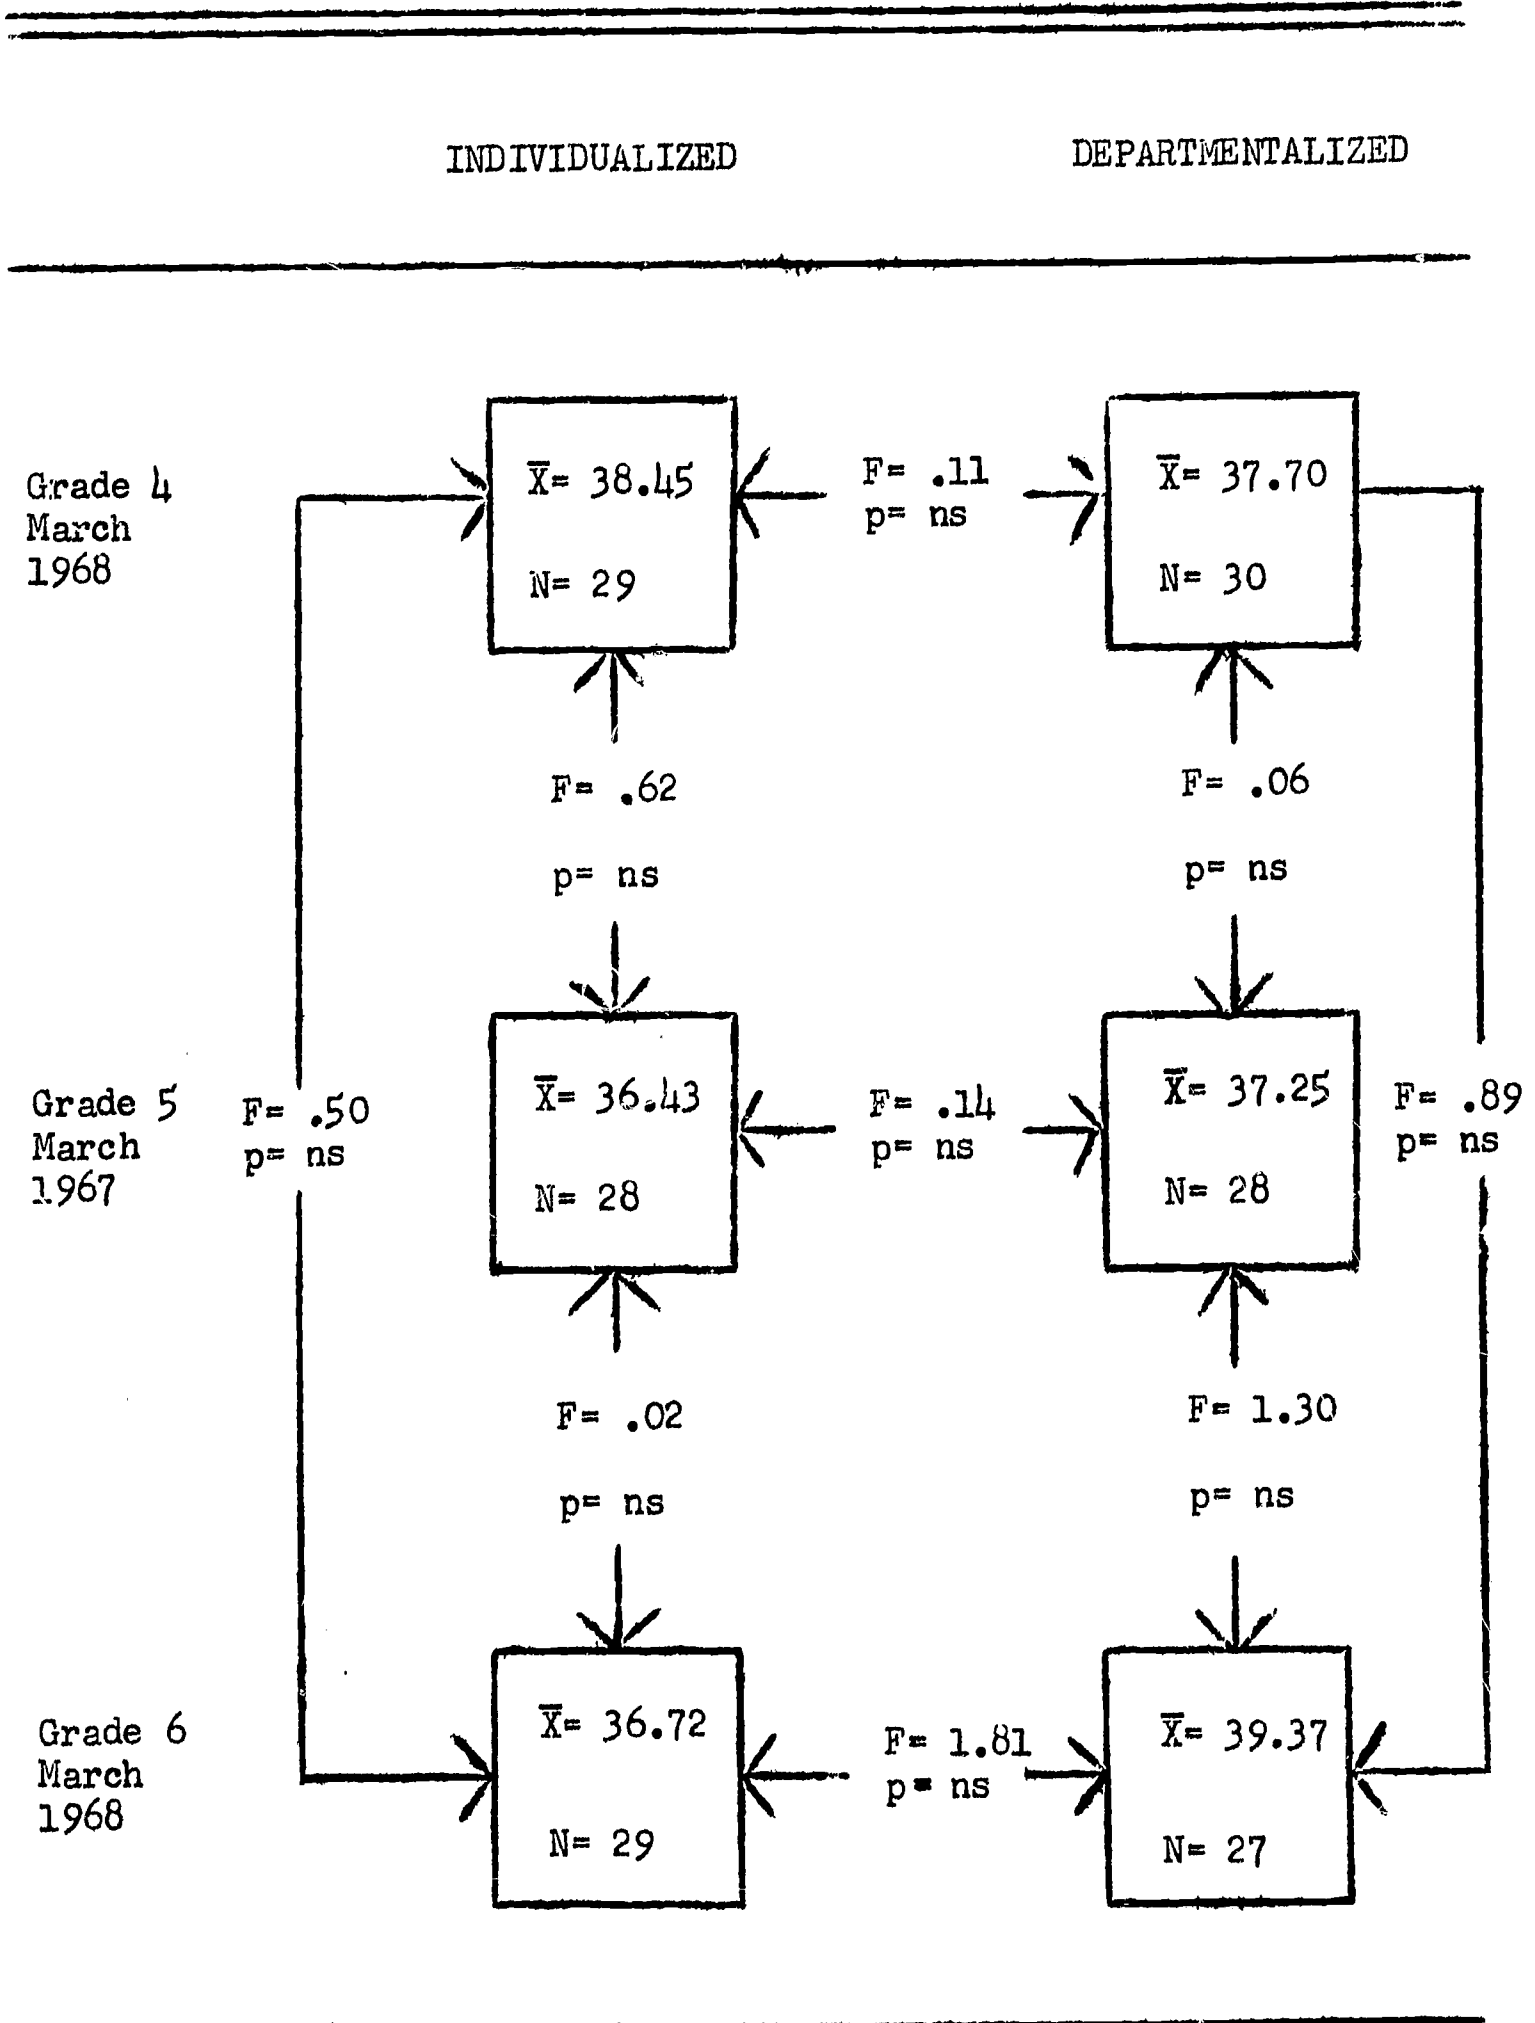 INDIVIDUALIZED DEPARTMENTALIZED
Grade 4
March
1968
X̅= 38.45
N= 29
F= .11
p= ns
X̅= 37.70
N= 30
F= .62
p= ns
F= .06
p= ns
Grade 5
March
1967
F= .50
p= ns
X̅= 36.43
N= 28
F= .14
p= ns
X̅= 37.25
N= 28
F= .89
p= ns
F= .02
p= ns
F= 1.30
p= ns
Grade 6
March
1968
X̅= 36.72
N= 29
F= 1.81
p= ns
X̅= 39.37
N= 27